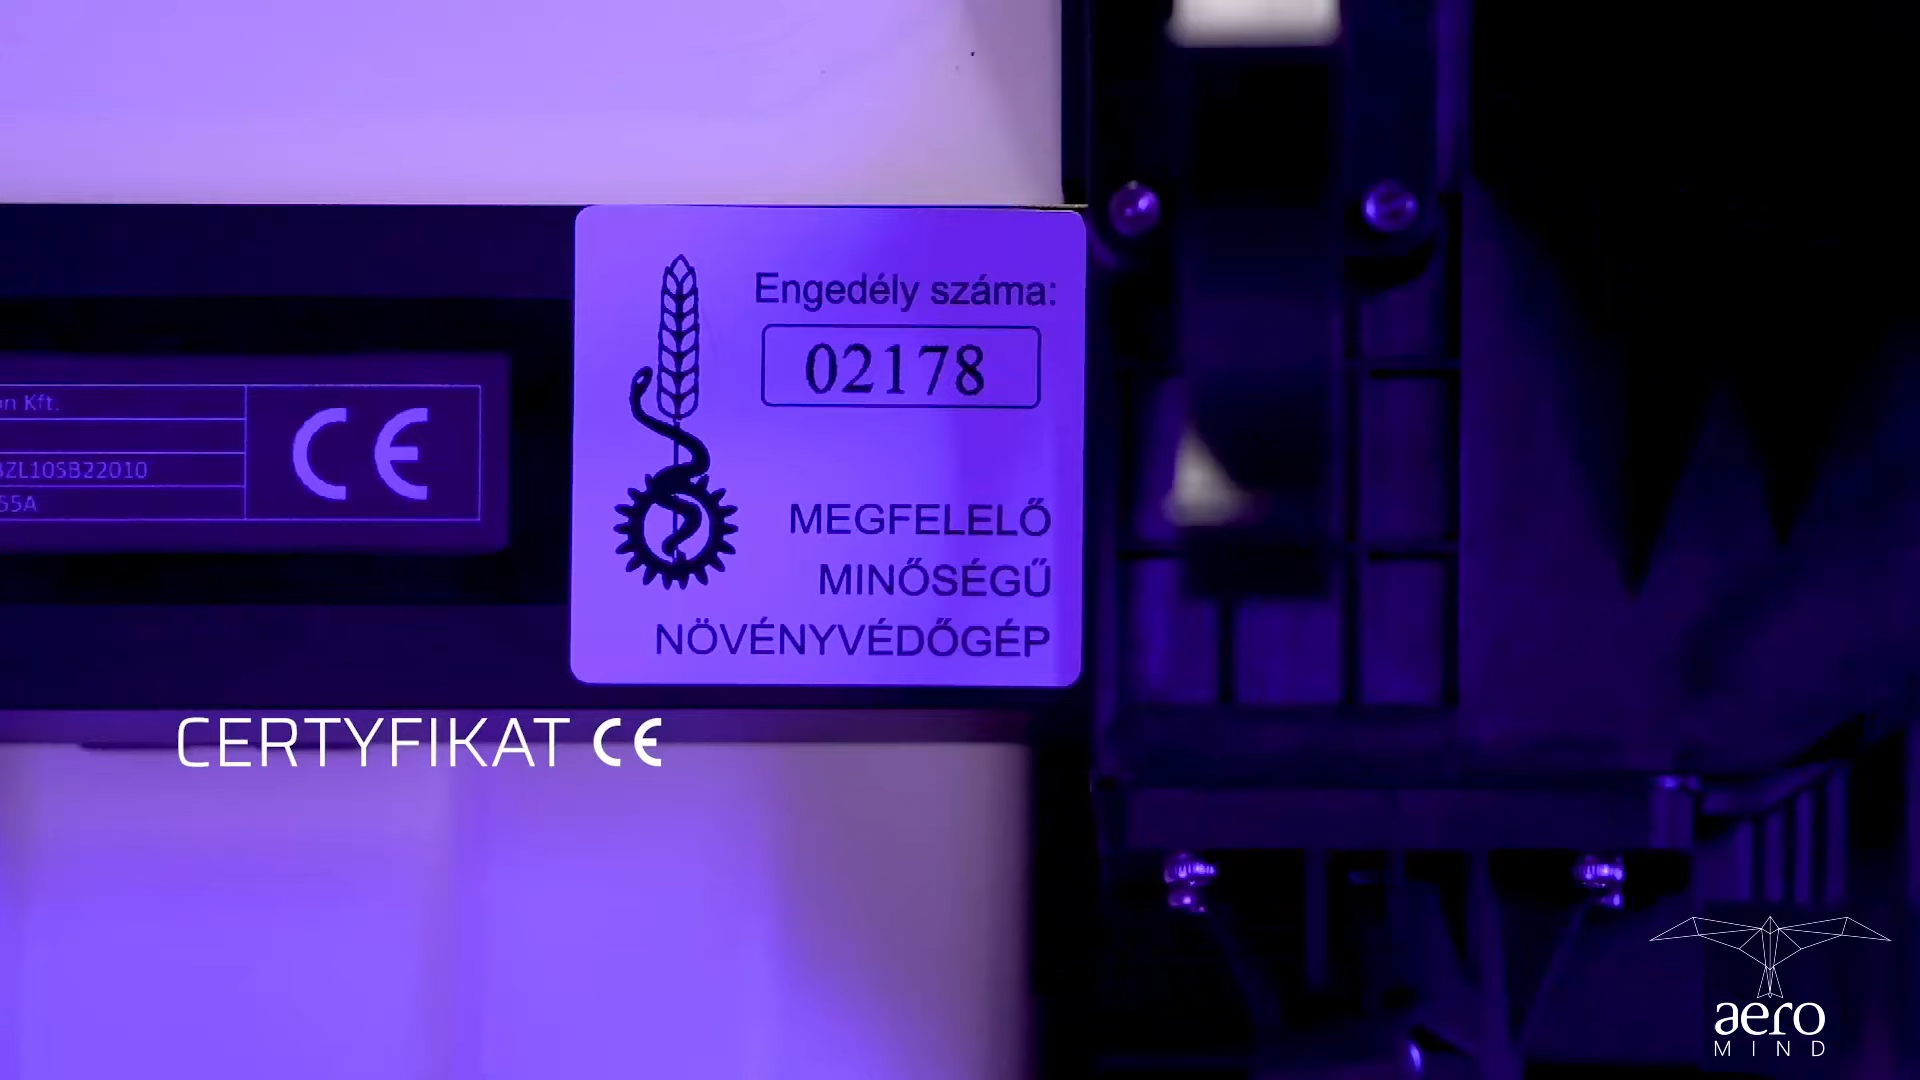 Engedély száma:
02178
MEGFELELŐ
MINŐSÉGŰ
NÖVÉNYVÉDŐGÉP
Kft.
CE
CERTYFIKAT CE
aero
MIND